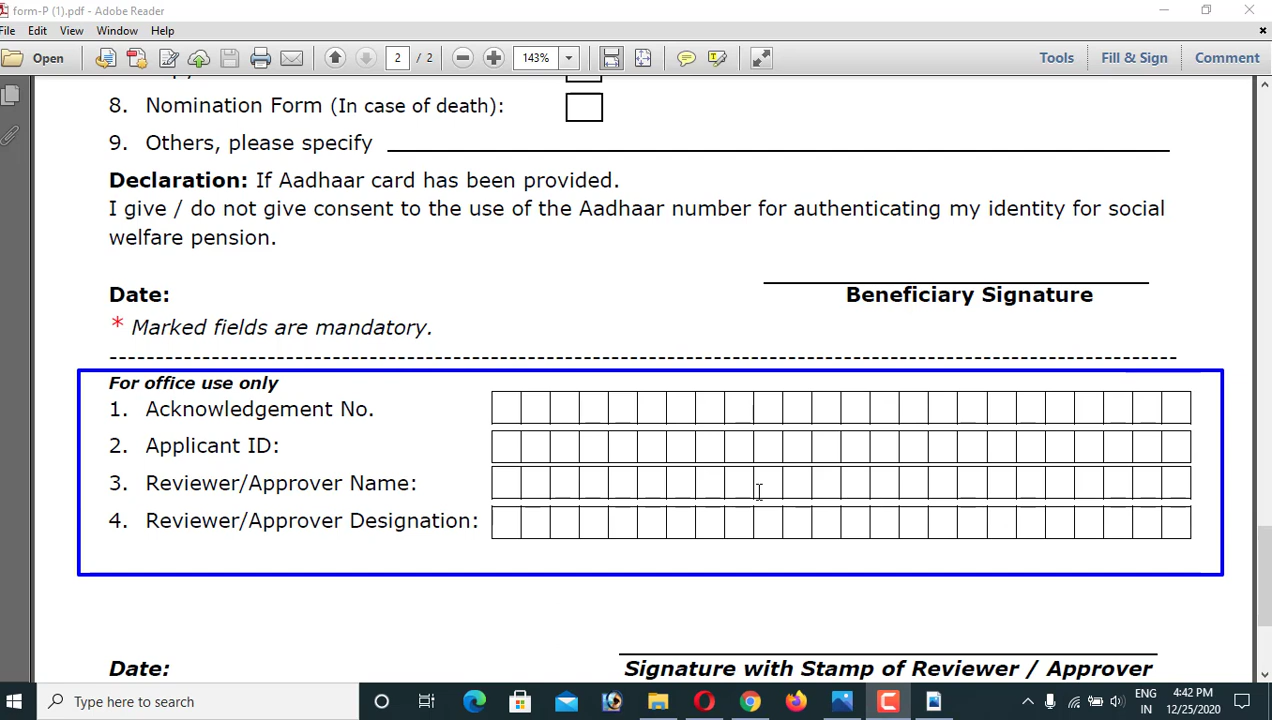 form-P (1).pdf - Adobe Reader
File Edit View Window Help
Open 2 / 2 143% Tools Fill & Sign Comment
8. Nomination Form (In case of death):
9. Others, please specify
Declaration: If Aadhaar card has been provided.
I give / do not give consent to the use of the Aadhaar number for authenticating my identity for social
welfare pension.
Date:
Beneficiary Signature
* Marked fields are mandatory.
For office use only
1. Acknowledgement No.
2. Applicant ID:
3. Reviewer/Approver Name:
4. Reviewer/Approver Designation:
Date:
Signature with Stamp of Reviewer / Approver
Type here to search
ENG
IN
4:42 PM
12/25/2020